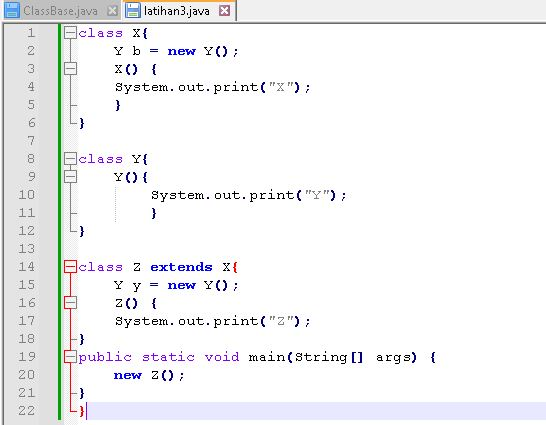 ClassBase.java latihan3.java
1 class X{
2 Y b = new Y();
3 X() {
4 System.out.print("X");
5 }
6 }
7
8 class Y{
9 Y(){
10 System.out.print("Y");
11 }
12 }
13
14 class Z extends X{
15 Y y = new Y();
16 Z() {
17 System.out.print("Z");
18 }
19 public static void main(String[] args) {
20 new Z();
21 }
22 }